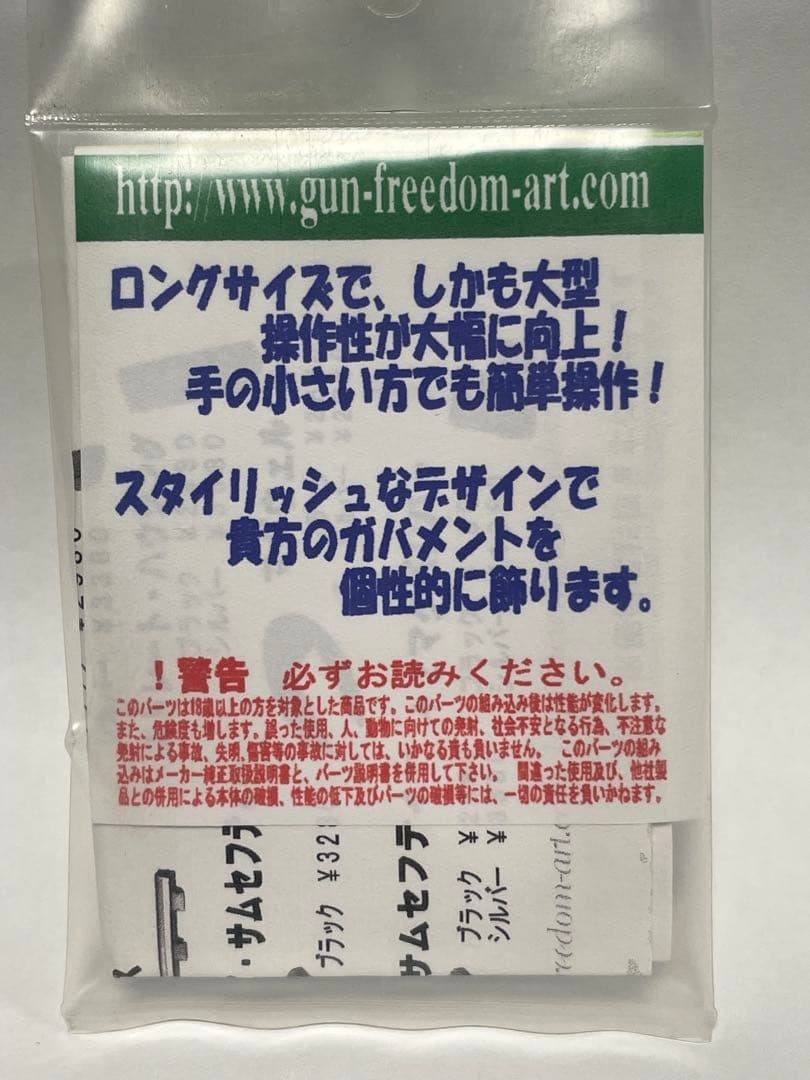 http://www.gun-freedom-art.com
ロングサイズで、しかも大型
操作性が大幅に向上！
手の小さい方でも簡単操作！
スタイリッシュなデザインで
貴方のガバメントを
個性的に飾ります。
！警告　必ずお読みください。
このパーツは18歳以上の方を対象とした商品です。このパーツの組み込み後は性能が変化します。
また、危険度も増します。誤った使用、人、動物に向けての発射、社会不安となる行為、不注意な
発射による事故、失明、傷害等の事故に対しては、いかなる責も負いません。　このパーツの組み
込みはメーカー純正取扱説明書と、パーツ説明書を併用して下さい。　間違った使用及び、他社製
品との併用による本体の破損、性能の低下及びパーツの破損等には、一切の責任を負いかねます。
・サムセフテ
ブラック ￥328
サムセフテ
ブラック ￥
シルバー ￥
reedom-art.c